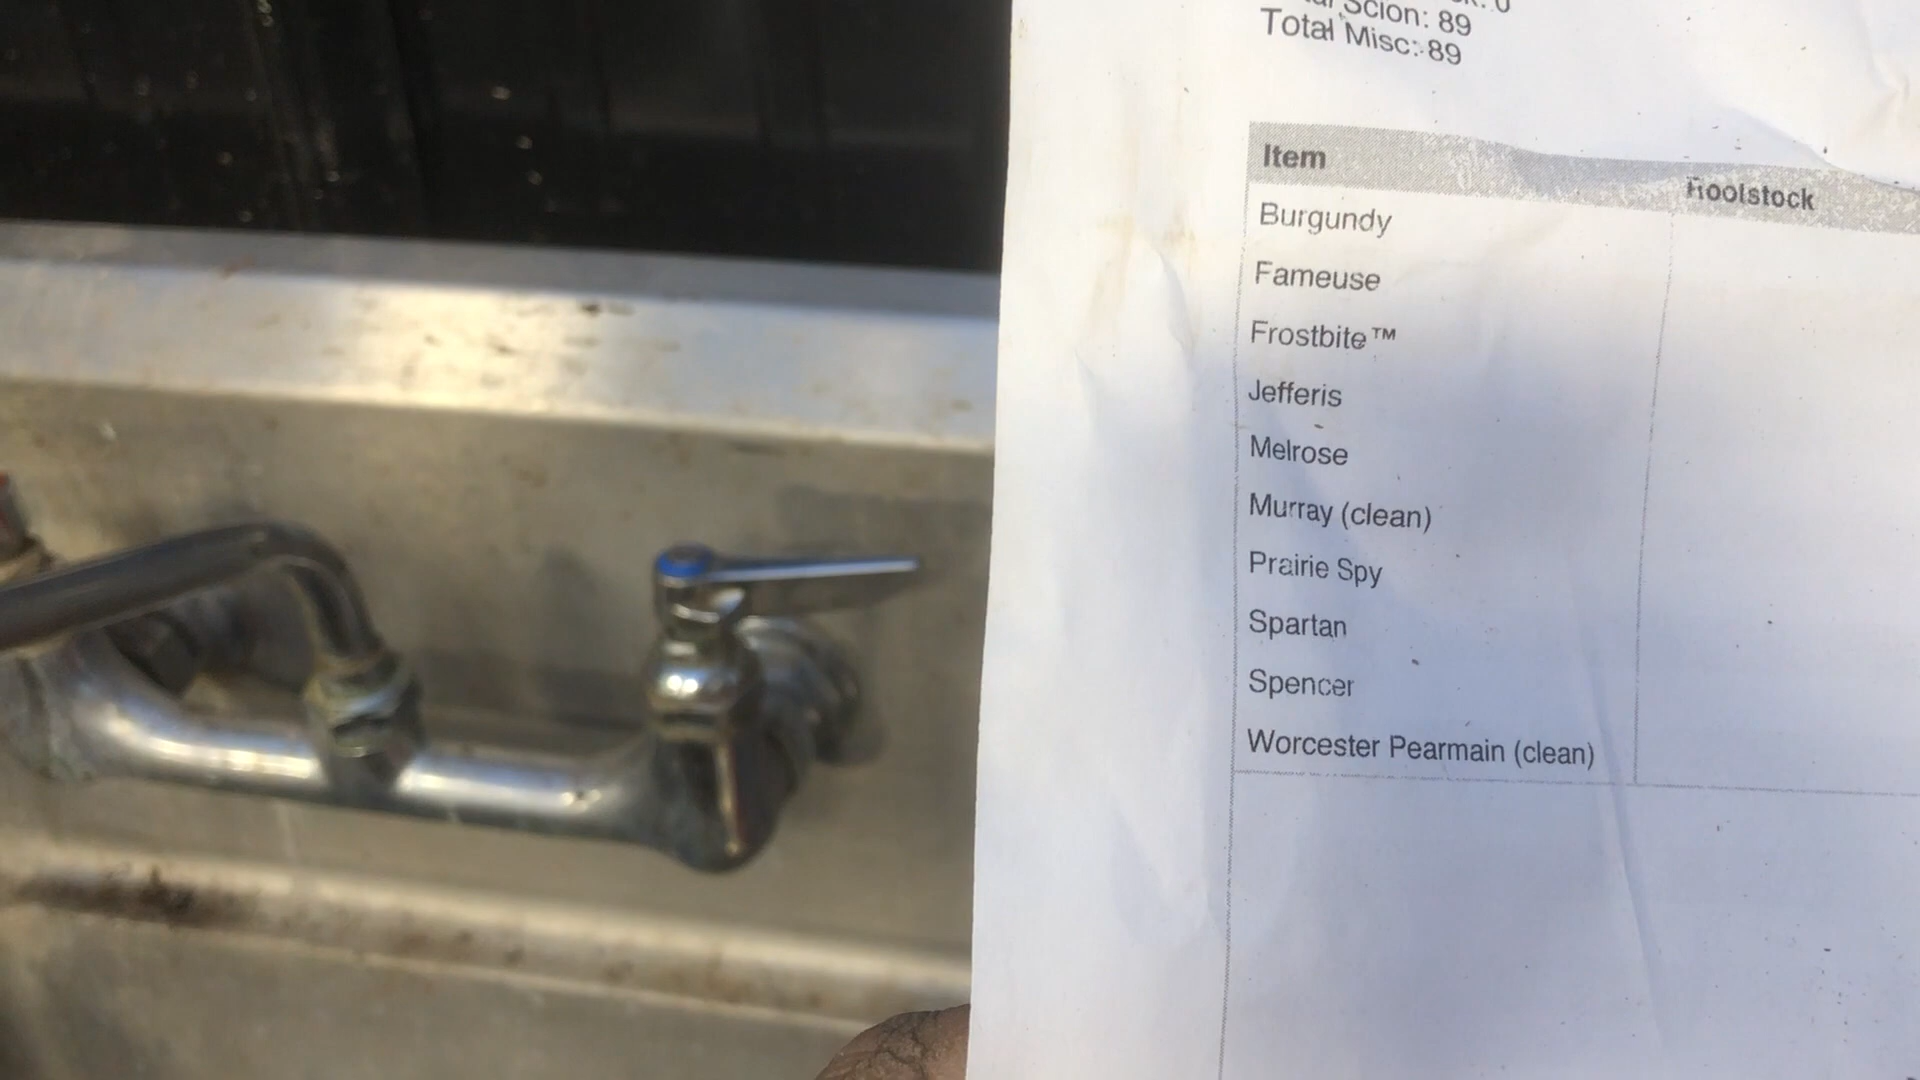 Scion: 89
Total Misc: 89
Item
Roolstock
Burgundy
Fameuse
Frostbite™
Jefferis
Melrose
Murray (clean)
Prairie Spy
Spartan
Spencer
Worcester Pearmain (clean)